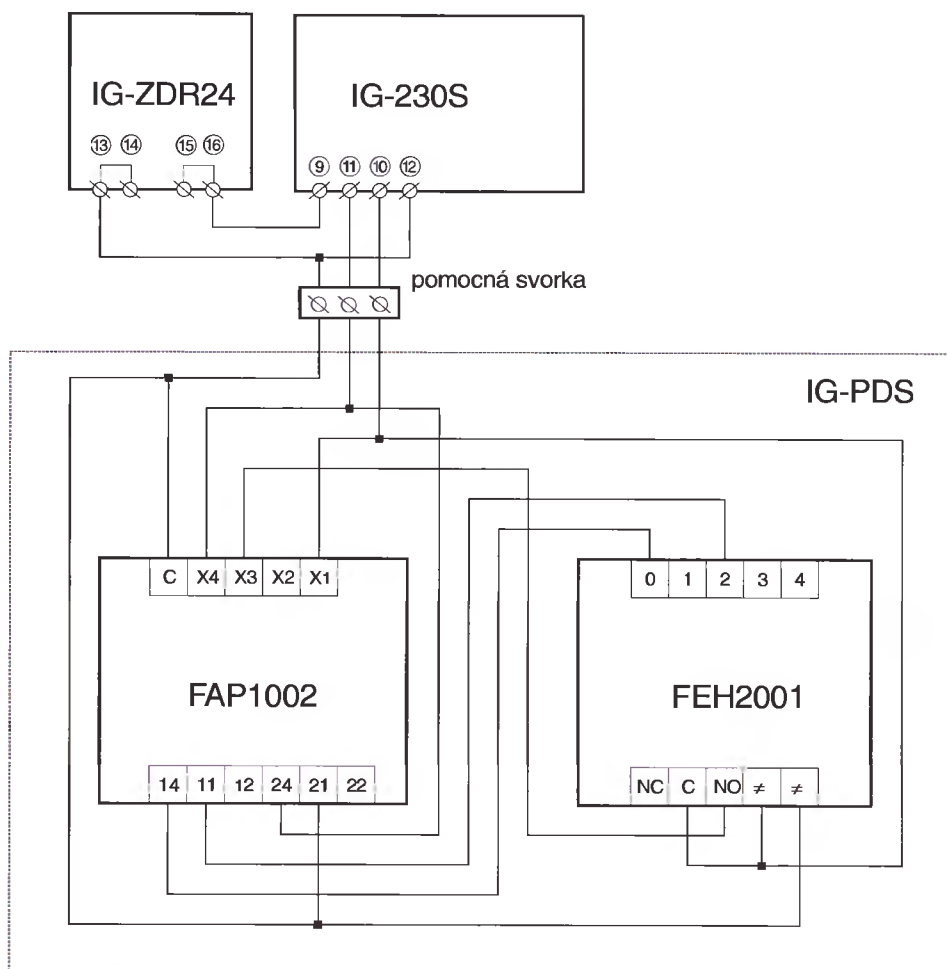 IG-ZDR24
IG-230S
13 14 15 16
9 11 10 12
pomocná svorka
IG-PDS
C X4 X3 X2 X1
0 1 2 3 4
FAP1002
FEH2001
14 11 12 24 21 22
NC C NO ≠ ≠